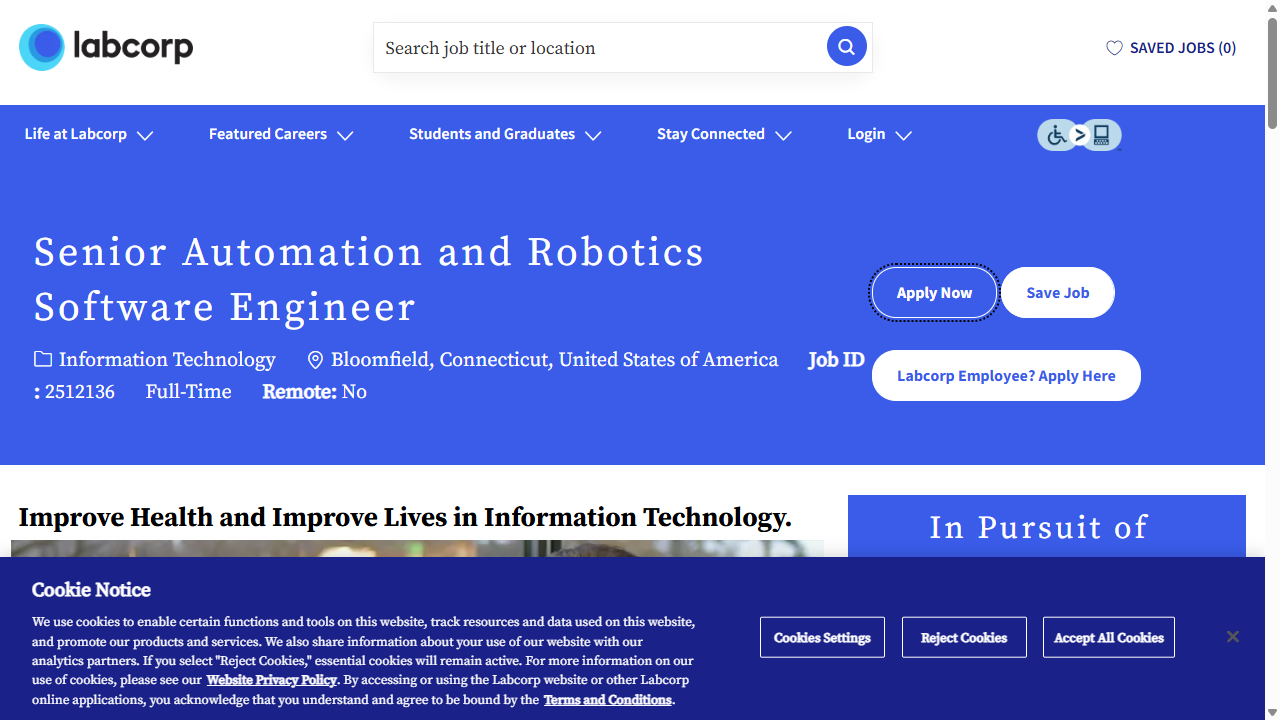 labcorp
Search job title or location
SAVED JOBS (0)
Life at Labcorp
Featured Careers
Students and Graduates
Stay Connected
Login
Senior Automation and Robotics
Software Engineer
Apply Now
Save Job
Information Technology
Bloomfield, Connecticut, United States of America
Job ID
: 2512136
Full-Time
Remote: No
Labcorp Employee? Apply Here
Improve Health and Improve Lives in Information Technology.
In Pursuit of
Cookie Notice
We use cookies to enable certain functions and tools on this website, track resources and data used on this website,
and promote our products and services. We also share information about your use of our website with our
analytics partners. If you select "Reject Cookies," essential cookies will remain active. For more information on our
use of cookies, please see our Website Privacy Policy. By accessing or using the Labcorp website or other Labcorp
online applications, you acknowledge that you understand and agree to be bound by the Terms and Conditions.
Cookies Settings
Reject Cookies
Accept All Cookies